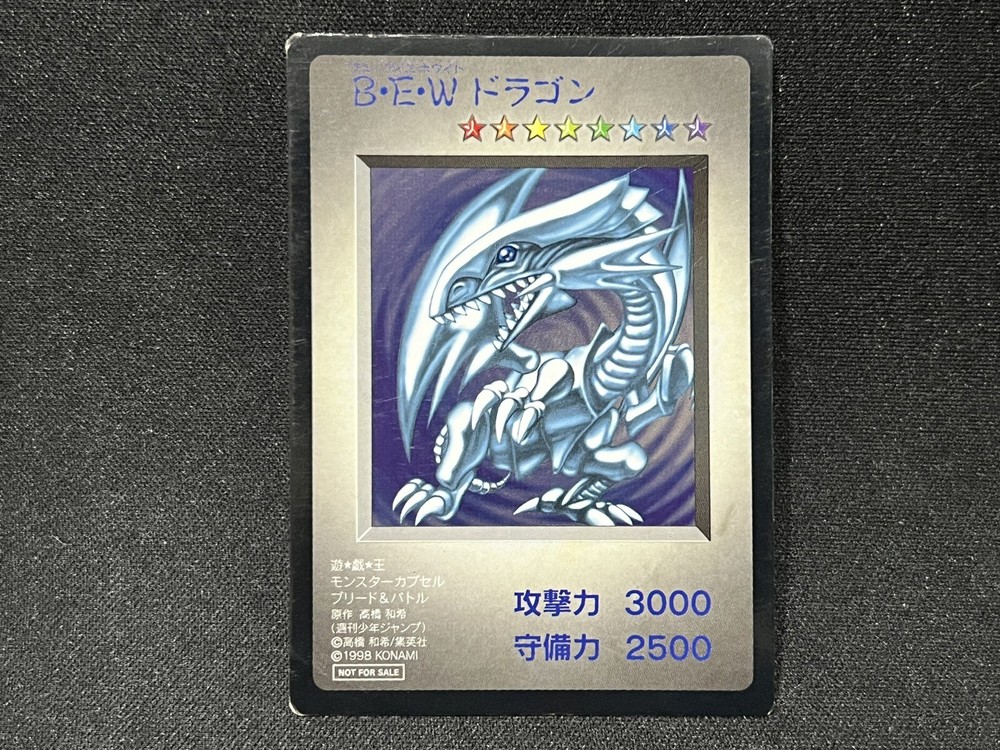 B・E・W ドラゴン
遊★戯★王
モンスターカプセル
ブリード&バトル
原作 高橋 和希
(週刊少年ジャンプ)
©高橋 和希/集英社
©1998 KONAMI
NOT FOR SALE
攻撃力 3000
守備力 2500